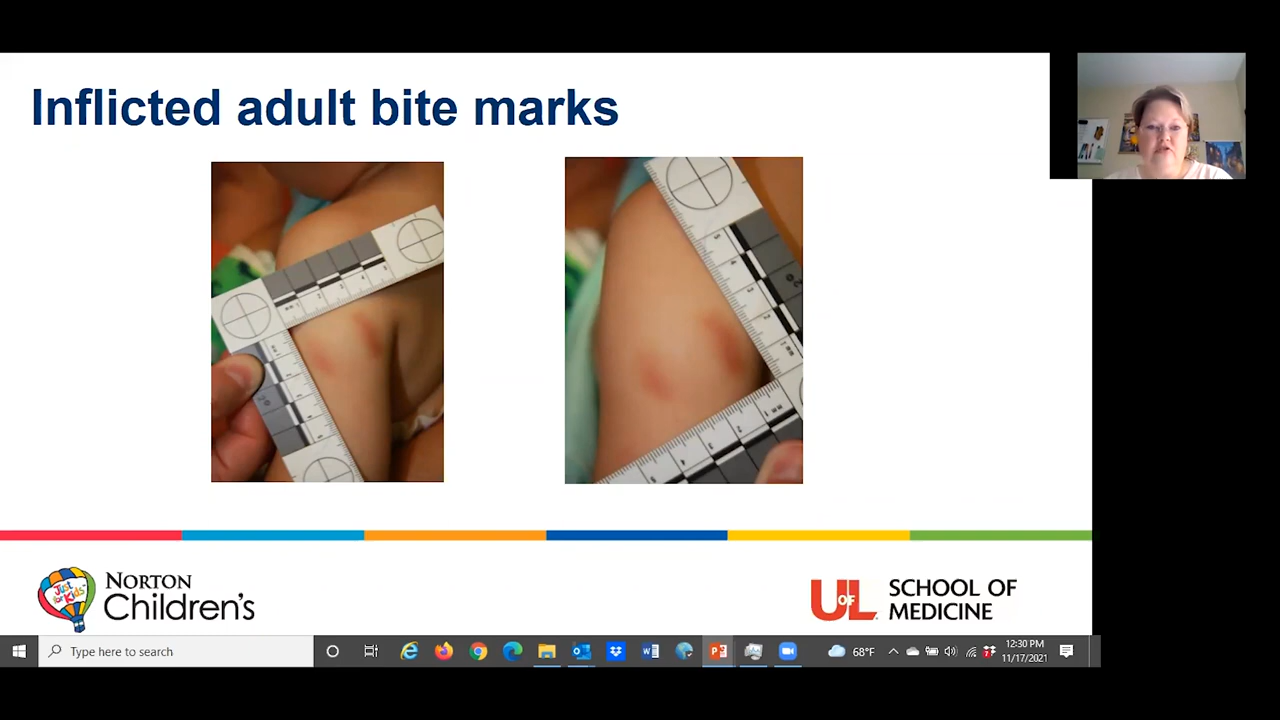 Inflicted adult bite marks
Just for Kids
NORTON
Children's
UofL
SCHOOL OF
MEDICINE
Type here to search
68°F
12:30 PM
11/17/2021